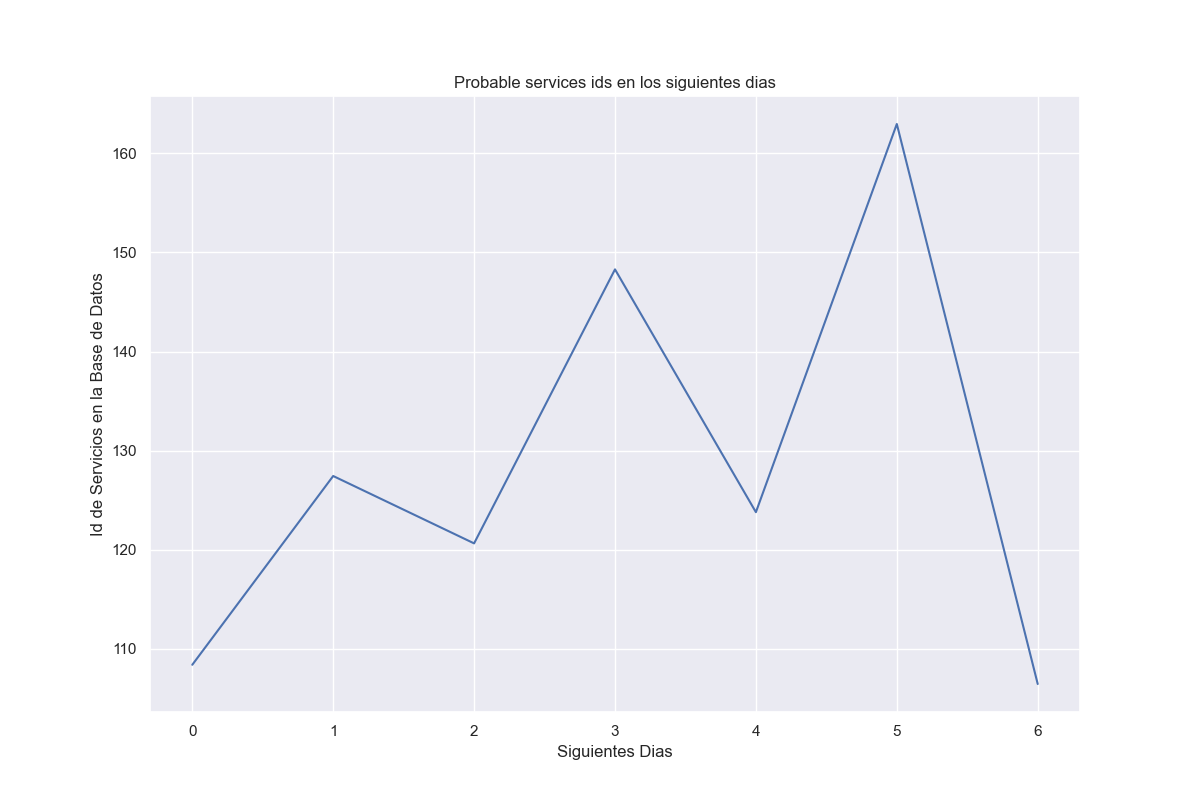 Probable services ids en los siguientes dias
Id de Servicios en la Base de Datos
160
150
140
130
120
110
0 1 2 3 4 5 6
Siguientes Dias